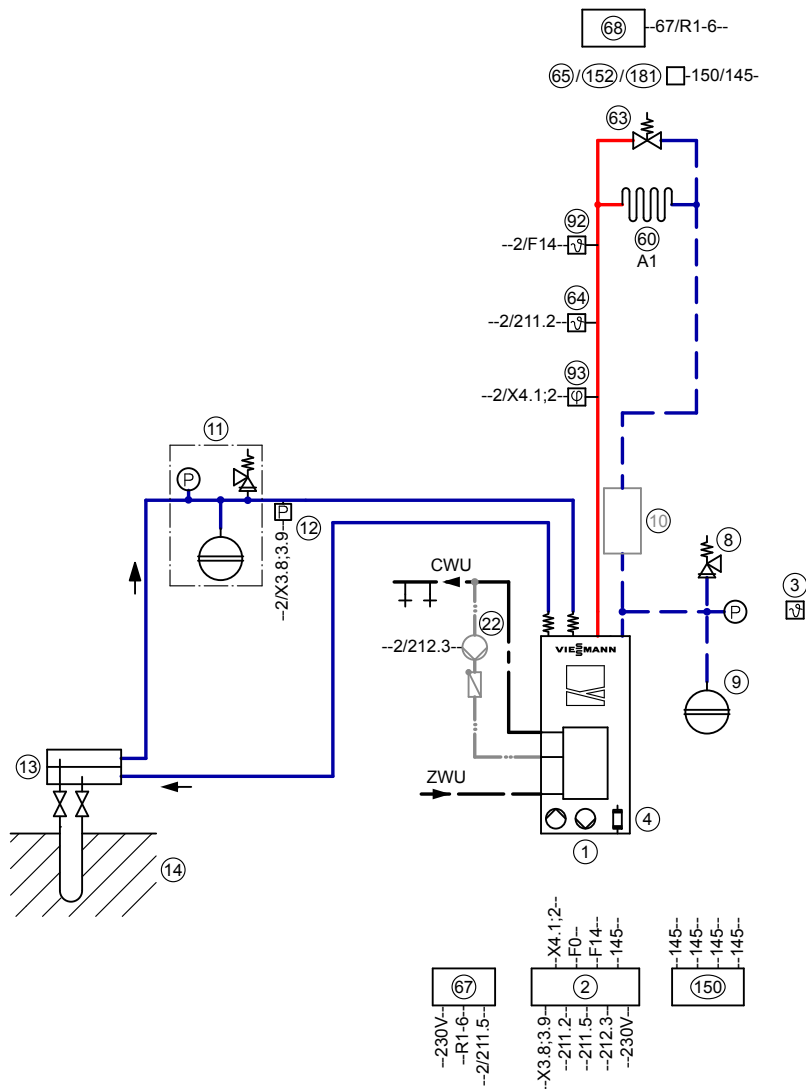 68 --67/R1-6--
65 / 152 / 181 -150/145-
63
92
--2/F14-- ϑ
60
A1
64
--2/211.2-- ϑ
93
--2/X4.1;2-- φ
11
P
P
12
--2/X3.8;3.9--
10
8
P
3
ϑ
CWU
22
--2/212.3--
VIESMANN
9
13
ZWU
4
1
14
--X4.1;2--
--F0--
--F14--
--145--
--145--
--145--
--145--
--145--
67
2
150
--230V--
--R1-6--
--2/211.5--
--X3.8;3.9
--211.2--
--211.5--
--212.3--
--230V--